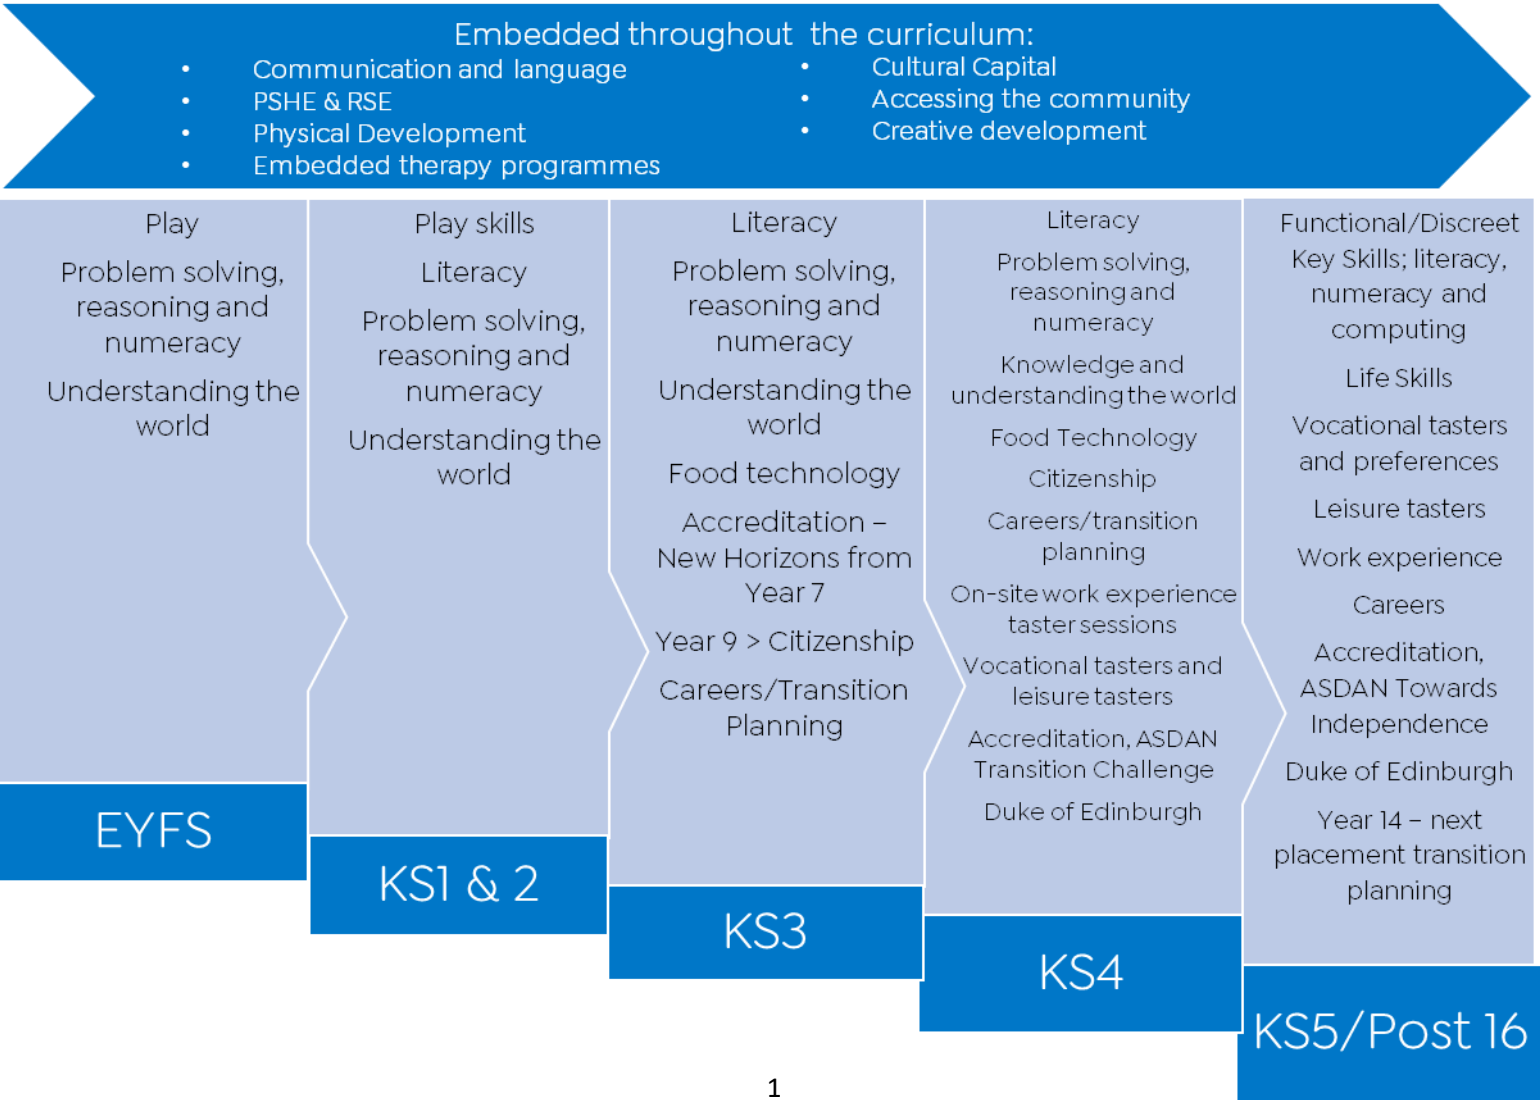 Embedded throughout the curriculum:
• Communication and language
• PSHE & RSE
• Physical Development
• Embedded therapy programmes
• Cultural Capital
• Accessing the community
• Creative development
Play
Problem solving,
reasoning and
numeracy
Understanding the
world
EYFS
Play skills
Literacy
Problem solving,
reasoning and
numeracy
Understanding the
world
KS1 & 2
Literacy
Problem solving,
reasoning and
numeracy
Understanding the
world
Food technology
Accreditation –
New Horizons from
Year 7
Year 9 > Citizenship
Careers/Transition
Planning
KS3
Literacy
Problem solving,
reasoning and
numeracy
Knowledge and
understanding the world
Food Technology
Citizenship
Careers/transition
planning
On-site work experience
taster sessions
Vocational tasters and
leisure tasters
Accreditation, ASDAN
Transition Challenge
Duke of Edinburgh
KS4
Functional/Discreet
Key Skills; literacy,
numeracy and
computing
Life Skills
Vocational tasters
and preferences
Leisure tasters
Work experience
Careers
Accreditation,
ASDAN Towards
Independence
Duke of Edinburgh
Year 14 – next
placement transition
planning
KS5/Post 16
1